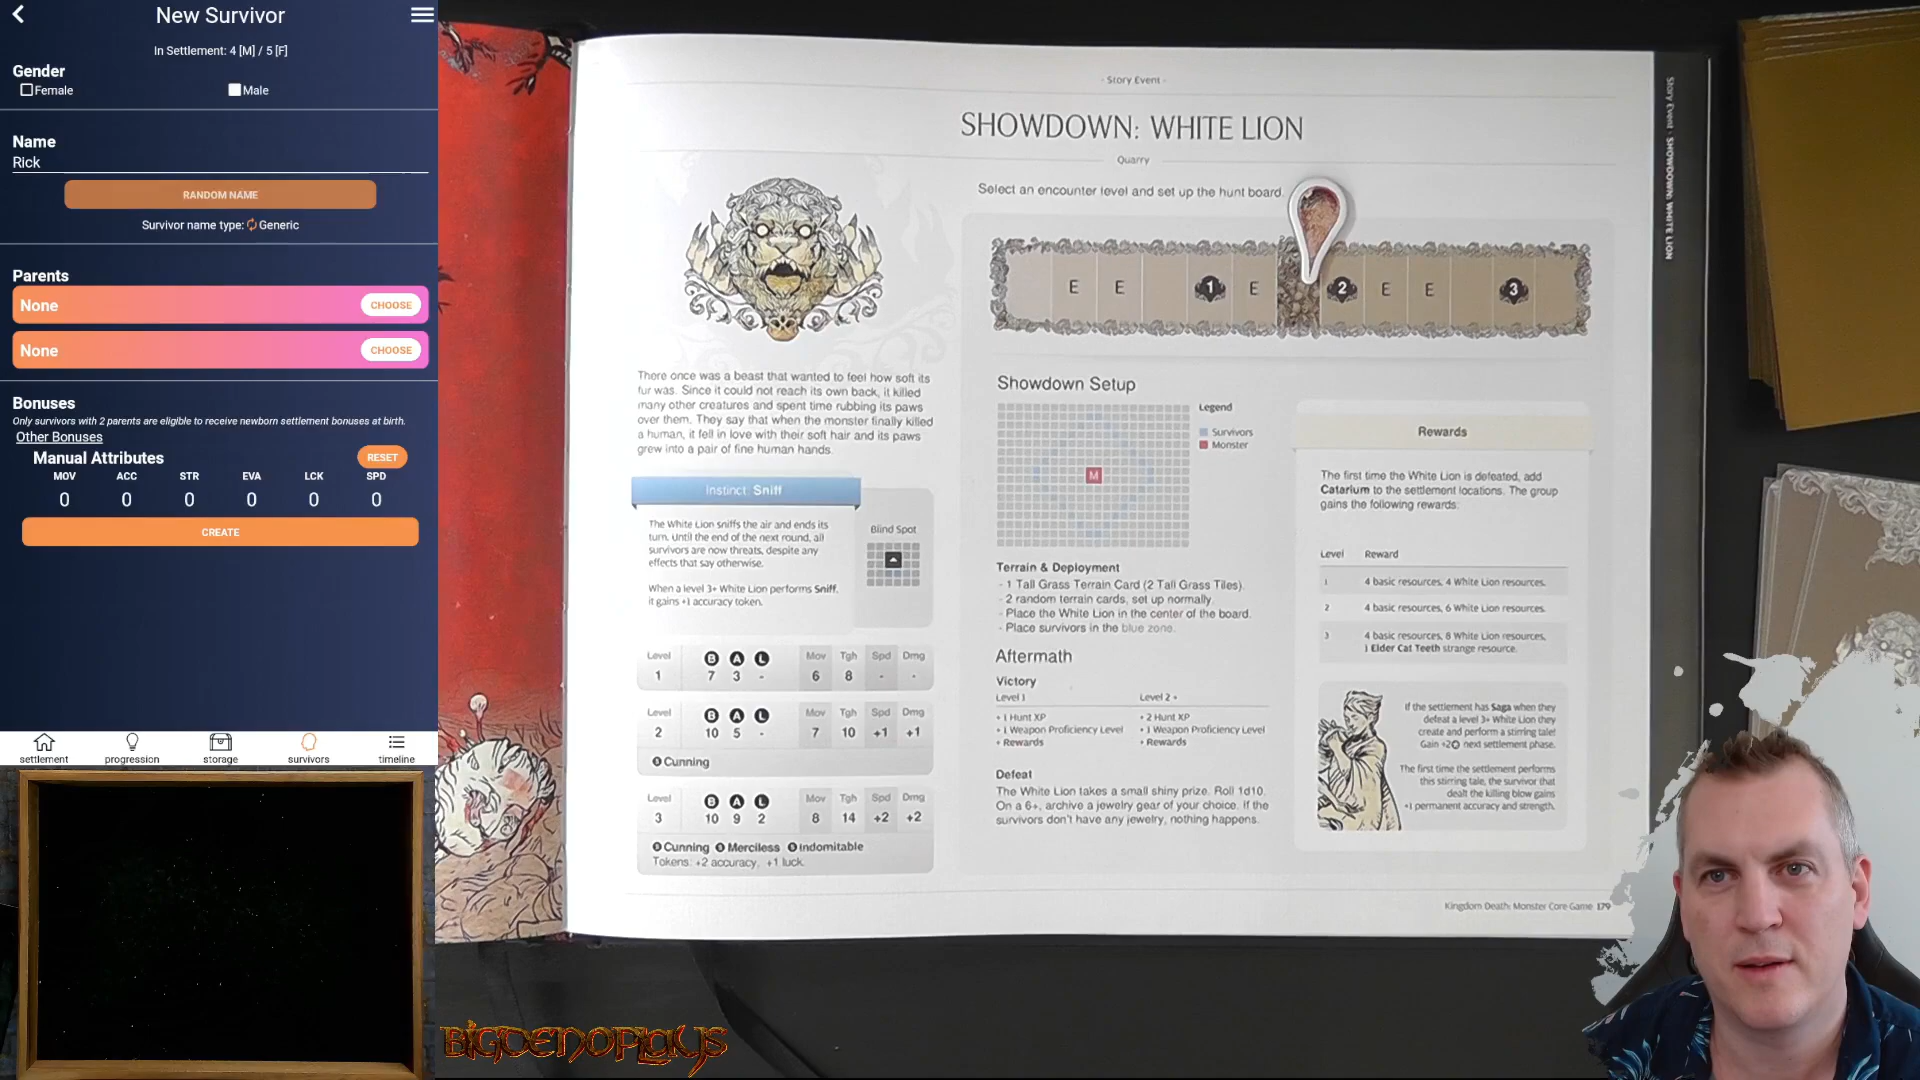 New Survivor
In Settlement: 4 [M] / 5 [F]
Gender
Female
Male
Name
Rick
RANDOM NAME
Survivor name type: Generic
Parents
None
CHOOSE
None
CHOOSE
Bonuses
Only survivors with 2 parents are eligible to receive newborn settlement bonuses at birth.
Other Bonuses
Manual Attributes
RESET
MOV ACC STR EVA LCK SPD
0 0 0 0 0 0
CREATE
settlement progression storage survivors timeline
- Story Event -
SHOWDOWN: WHITE LION
Quarry
Select an encounter level and set up the hunt board.
E E 1 E 2 E E 3
There once was a beast that wanted to feel how soft its
fur was. Since it could not reach its own back, it killed
many other creatures and spent time rubbing its paws
over them. They say that when the monster finally killed
a human, it fell in love with their soft hair and its paws
grew into a pair of fine human hands.
Instinct: Sniff
The White Lion sniffs the air and ends its
turn. Until the end of the next round, all
survivors are now threats, despite any
effects that say otherwise.
When a level 3+ White Lion performs Sniff,
it gains +1 accuracy token.
Blind Spot
Level B A L Mov Tgh Spd Dmg
1 7 3 - 6 8 - -
Level B A L Mov Tgh Spd Dmg
2 10 5 - 7 10 +1 +1
Cunning
Level B A L Mov Tgh Spd Dmg
3 10 9 2 8 14 +2 +2
Cunning Merciless Indomitable
Tokens: +2 accuracy, +1 luck
Showdown Setup
Legend
Survivors
Monster
M
Terrain & Deployment
- 1 Tall Grass Terrain Card (2 Tall Grass Tiles).
- 2 random terrain cards, set up normally.
- Place the White Lion in the center of the board.
- Place survivors in the blue zone.
Aftermath
Victory
Level 1
+ 1 Hunt XP
+ 1 Weapon Proficiency Level
+ Rewards
Level 2 +
+ 2 Hunt XP
+ 1 Weapon Proficiency Level
+ Rewards
Defeat
The White Lion takes a small shiny prize. Roll 1d10.
On a 6+, archive a jewelry gear of your choice. If the
survivors don't have any jewelry, nothing happens.
Rewards
The first time the White Lion is defeated, add
Catarium to the settlement locations. The group
gains the following rewards.
Level Reward
1 4 basic resources, 4 White Lion resources.
2 4 basic resources, 6 White Lion resources.
3 4 basic resources, 8 White Lion resources,
1 Elder Cat Teeth strange resource.
If the settlement has Saga when they
defeat a level 3+ White Lion they
create and perform a stirring tale!
Gain +2 next settlement phase.
The first time the settlement performs
this stirring tale, the survivor that
dealt the killing blow gains
+1 permanent accuracy and strength.
Kingdom Death: Monster Core Game 179
Story Event - SHOWDOWN: WHITE LION
BIGDENOPLAYS